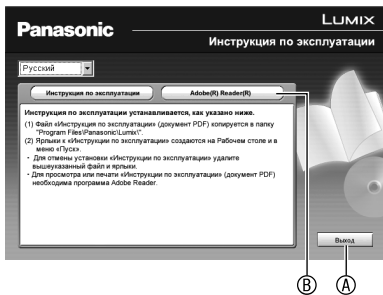 Panasonic
LUMIX
Инструкция по эксплуатации
Русский
Инструкция по эксплуатации
Adobe(R) Reader(R)
Инструкция по эксплуатации устанавливается, как указано ниже.
(1) Файл «Инструкция по эксплуатации» (документ PDF) копируется в папку
"Program Files\Panasonic\Lumix\".
(2) Ярлыки к «Инструкции по эксплуатации» создаются на Рабочем столе и в
меню «Пуск».
· Для отмены установки «Инструкции по эксплуатации» удалите
вышеуказанный файл и ярлыки.
· Для просмотра или печати «Инструкции по эксплуатации» (документ PDF)
необходима программа Adobe Reader.
Выход
Ⓑ Ⓐ